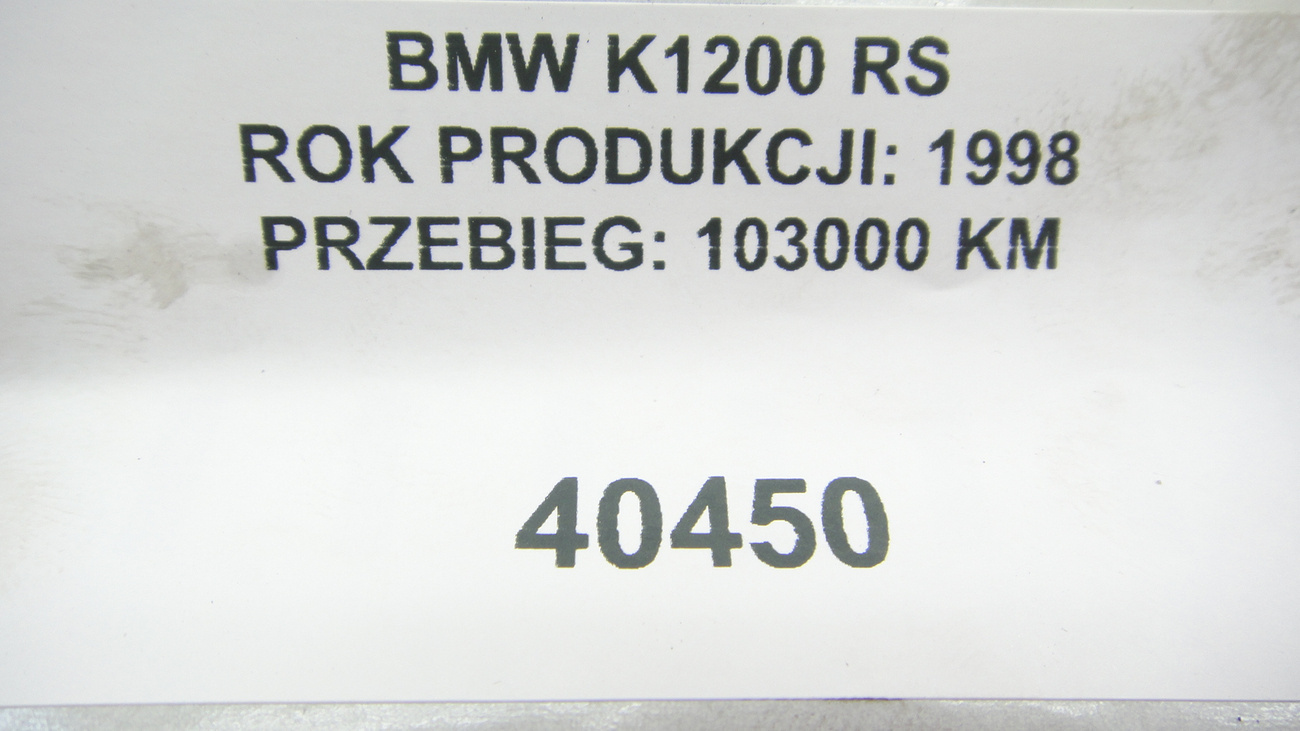 BMW K1200 RS
ROK PRODUKCJI: 1998
PRZEBIEG: 103000 KM
40450